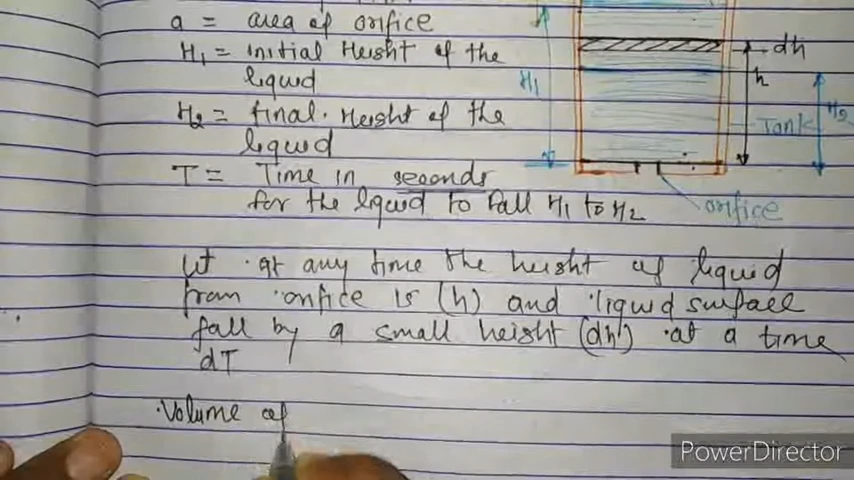 a = area of orifice
H1 = initial Height of the
liquid
H2 = final. Height of the
liquid
T = Time in seconds
for the liquid to fall H1 to H2
dh
h
H1
H2
Tank
orifice
Let at any time the height of liquid
from orifice is (h) and liquid surface
fall by a small height (dh) at a time
dT
Volume of
PowerDirector